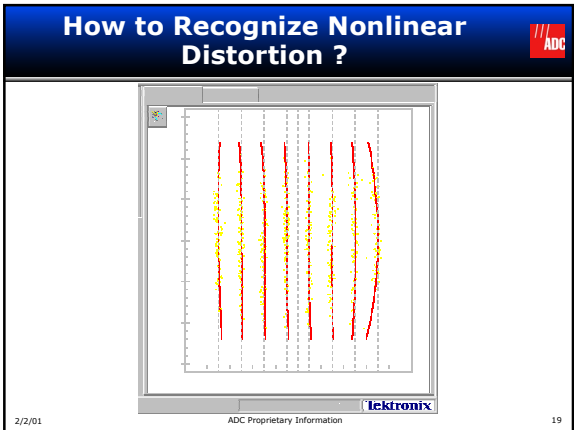 How to Recognize Nonlinear
Distortion ?
ADC
Tektronix
2/2/01
ADC Proprietary Information
19